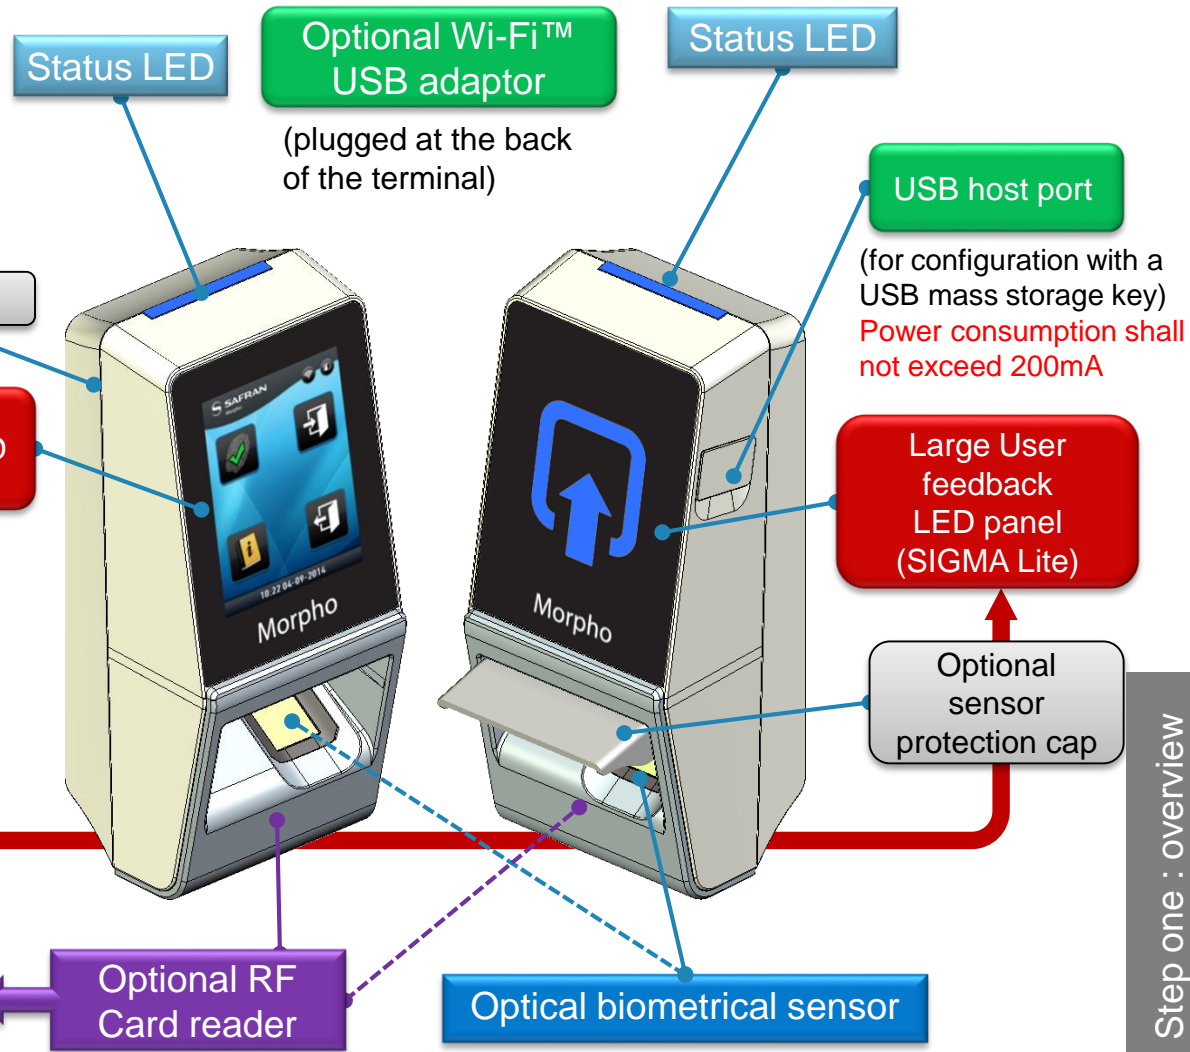 Status LED
Optional Wi-Fi™
USB adaptor
(plugged at the back
of the terminal)
Status LED
USB host port
(for configuration with a
USB mass storage key)
Power consumption shall
not exceed 200mA
SAFRAN
Morpho
10:22 04-09-2014
Morpho
Morpho
Large User
feedback
LED panel
(SIGMA Lite)
Optional
sensor
protection cap
Optional RF
Card reader
Optical biometrical sensor
Step one : overview